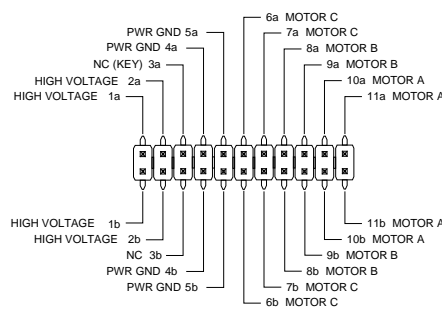 6a MOTOR C
PWR GND 5a
7a MOTOR C
PWR GND 4a
8a MOTOR B
NC (KEY) 3a
9a MOTOR B
HIGH VOLTAGE 2a
10a MOTOR A
HIGH VOLTAGE 1a
11a MOTOR A
HIGH VOLTAGE 1b
11b MOTOR A
HIGH VOLTAGE 2b
10b MOTOR A
NC 3b
9b MOTOR B
PWR GND 4b
8b MOTOR B
PWR GND 5b
7b MOTOR C
6b MOTOR C